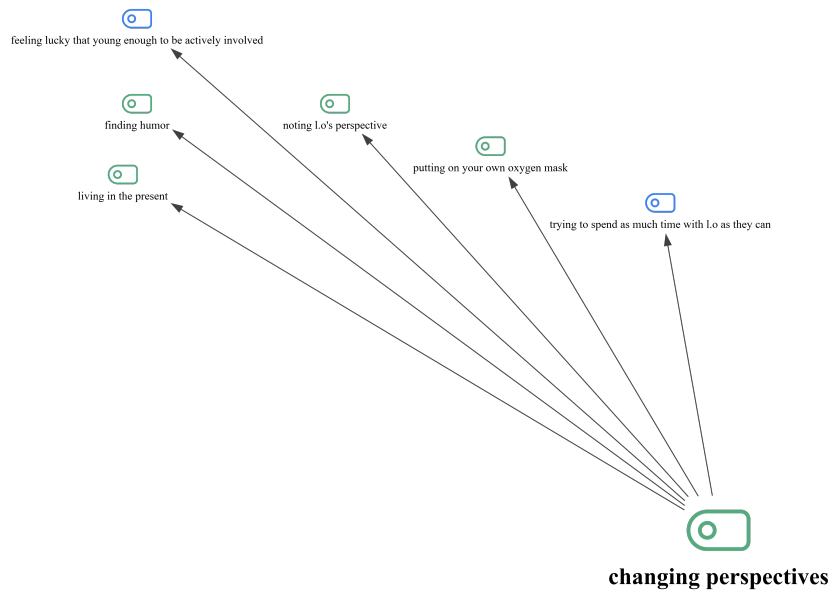 feeling lucky that young enough to be actively involved
finding humor
noting l.o's perspective
putting on your own oxygen mask
living in the present
trying to spend as much time with l.o as they can
changing perspectives